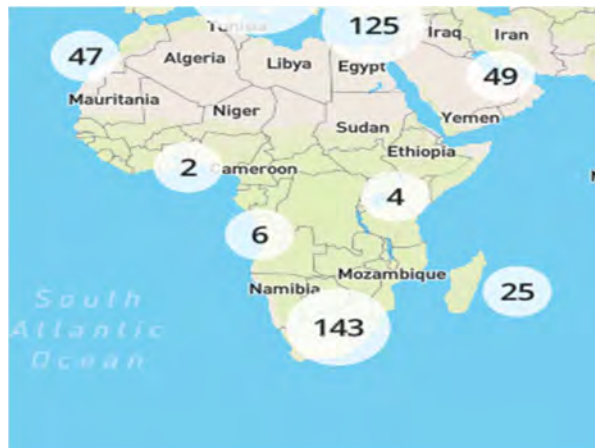 Tunisia
125
Iraq
Iran
47
Algeria
Libya
Egypt
49
Mauritania
Niger
Yemen
Sudan
Ethiopia
2
Cameroon
4
6
Mozambique
Namibia
25
South
Atlantic
Ocean
143